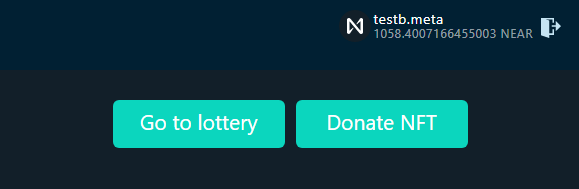 testb.meta
1058.4007166455003 NEAR
Go to lottery
Donate NFT